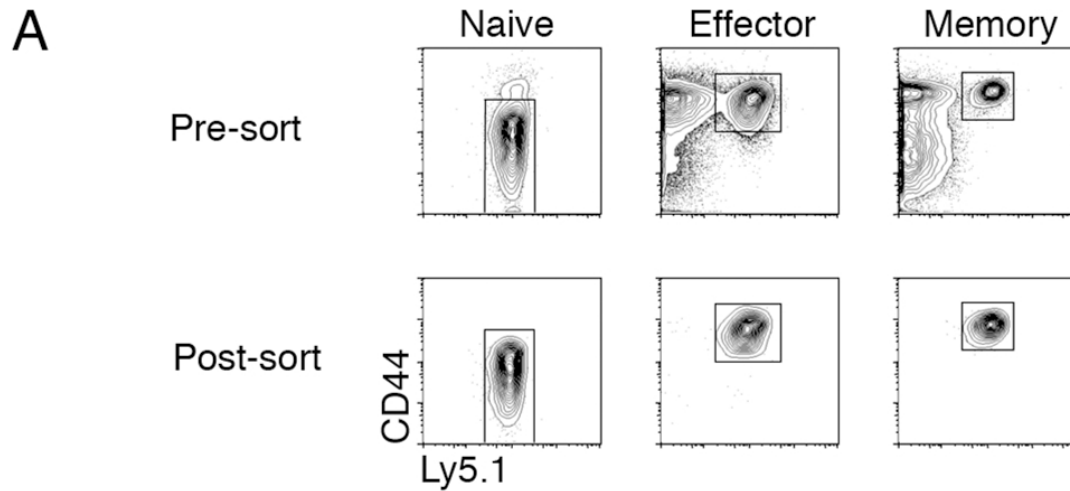 A
Naive Effector Memory
Pre-sort
Post-sort
CD44
Ly5.1